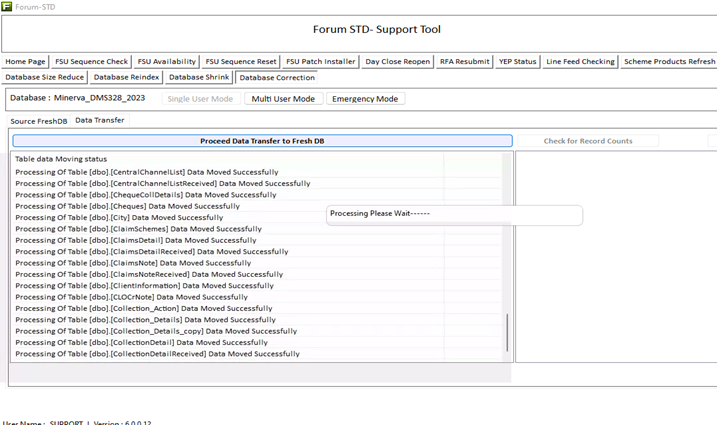 Forum-STD
Forum STD- Support Tool
Home Page FSU Sequence Check FSU Availability FSU Sequence Reset FSU Patch Installer Day Close Reopen RFA Resubmit YEP Status Line Feed Checking Scheme Products Refresh
Database Size Reduce Database Reindex Database Shrink Database Correction
Database : Minerva_DMS328_2023 Single User Mode Multi User Mode Emergency Mode
Source FreshDB Data Transfer
Proceed Data Transfer to Fresh DB Check for Record Counts
Table data Moving status
Processing Of Table [dbo].[CentralChannelList] Data Moved Successfully
Processing Of Table [dbo].[CentralChannelListReceived] Data Moved Successfully
Processing Of Table [dbo].[ChequeCollDetails] Data Moved Successfully
Processing Of Table [dbo].[Cheques] Data Moved Successfully
Processing Please Wait------
Processing Of Table [dbo].[City] Data Moved Successfully
Processing Of Table [dbo].[ClaimSchemes] Data Moved Successfully
Processing Of Table [dbo].[ClaimsDetail] Data Moved Successfully
Processing Of Table [dbo].[ClaimsDetailReceived] Data Moved Successfully
Processing Of Table [dbo].[ClaimsNote] Data Moved Successfully
Processing Of Table [dbo].[ClaimsNoteReceived] Data Moved Successfully
Processing Of Table [dbo].[ClientInformation] Data Moved Successfully
Processing Of Table [dbo].[CLOCrNote] Data Moved Successfully
Processing Of Table [dbo].[Collection_Action] Data Moved Successfully
Processing Of Table [dbo].[Collection_Details] Data Moved Successfully
Processing Of Table [dbo].[Collection_Details_copy] Data Moved Successfully
Processing Of Table [dbo].[CollectionDetail] Data Moved Successfully
Processing Of Table [dbo].[CollectionDetailReceived] Data Moved Successfully
User Name : SUPPORT | Version : 6.0.0.12